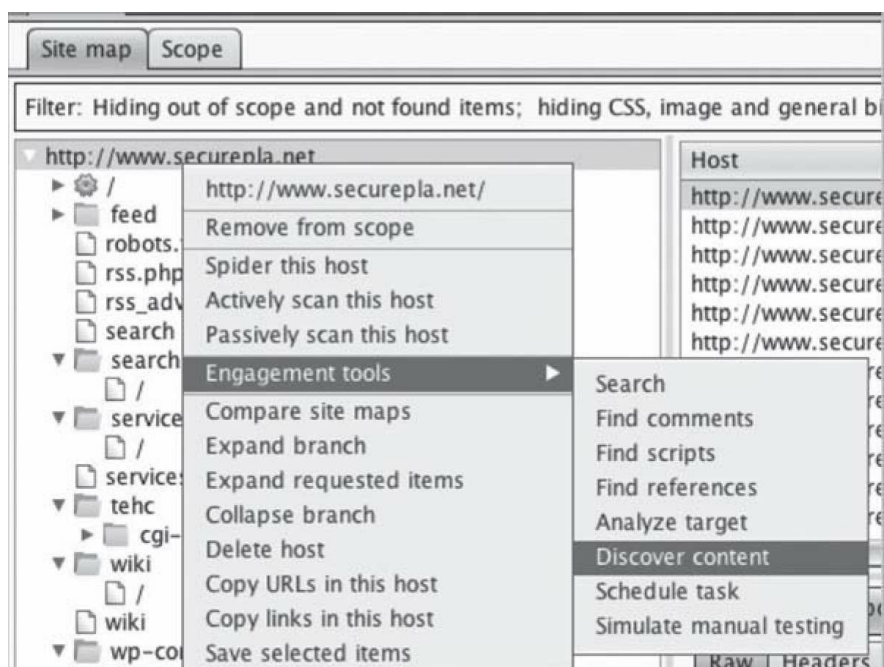 Site map Scope
Filter: Hiding out of scope and not found items; hiding CSS, image and general bi
http://www.securepla.net
/
feed
robots.
rss.php
rss_adv
search
search
/
service
/
services
tehc
cgi-
wiki
/
wiki
wp-co
http://www.securepla.net/
Remove from scope
Spider this host
Actively scan this host
Passively scan this host
Engagement tools
Compare site maps
Expand branch
Expand requested items
Collapse branch
Delete host
Copy URLs in this host
Copy links in this host
Save selected items
Search
Find comments
Find scripts
Find references
Analyze target
Discover content
Schedule task
Simulate manual testing
Host
http://www.secure
http://www.secure
http://www.secure
http://www.secure
http://www.secure
http://www.secure
Raw Headers